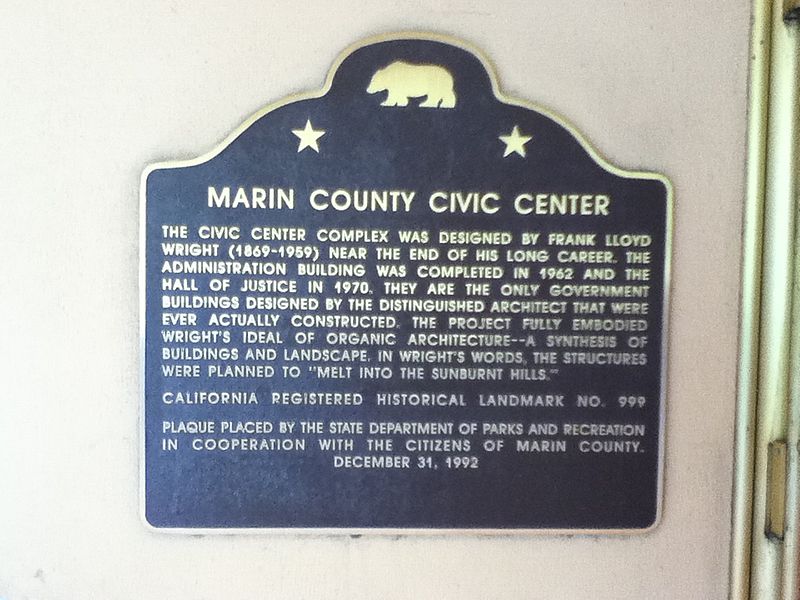 MARIN COUNTY CIVIC CENTER
THE CIVIC CENTER COMPLEX WAS DESIGNED BY FRANK LLOYD
WRIGHT (1869-1959) NEAR THE END OF HIS LONG CAREER. THE
ADMINISTRATION BUILDING WAS COMPLETED IN 1962 AND THE
HALL OF JUSTICE IN 1970. THEY ARE THE ONLY GOVERNMENT
BUILDINGS DESIGNED BY THE DISTINGUISHED ARCHITECT THAT WERE
EVER ACTUALLY CONSTRUCTED. THE PROJECT FULLY EMBODIED
WRIGHT'S IDEAL OF ORGANIC ARCHITECTURE--A SYNTHESIS OF
BUILDINGS AND LANDSCAPE. IN WRIGHT'S WORDS, THE STRUCTURES
WERE PLANNED TO "MELT INTO THE SUNBURNT HILLS."
CALIFORNIA REGISTERED HISTORICAL LANDMARK NO. 999
PLAQUE PLACED BY THE STATE DEPARTMENT OF PARKS AND RECREATION
IN COOPERATION WITH THE CITIZENS OF MARIN COUNTY.
DECEMBER 31, 1992